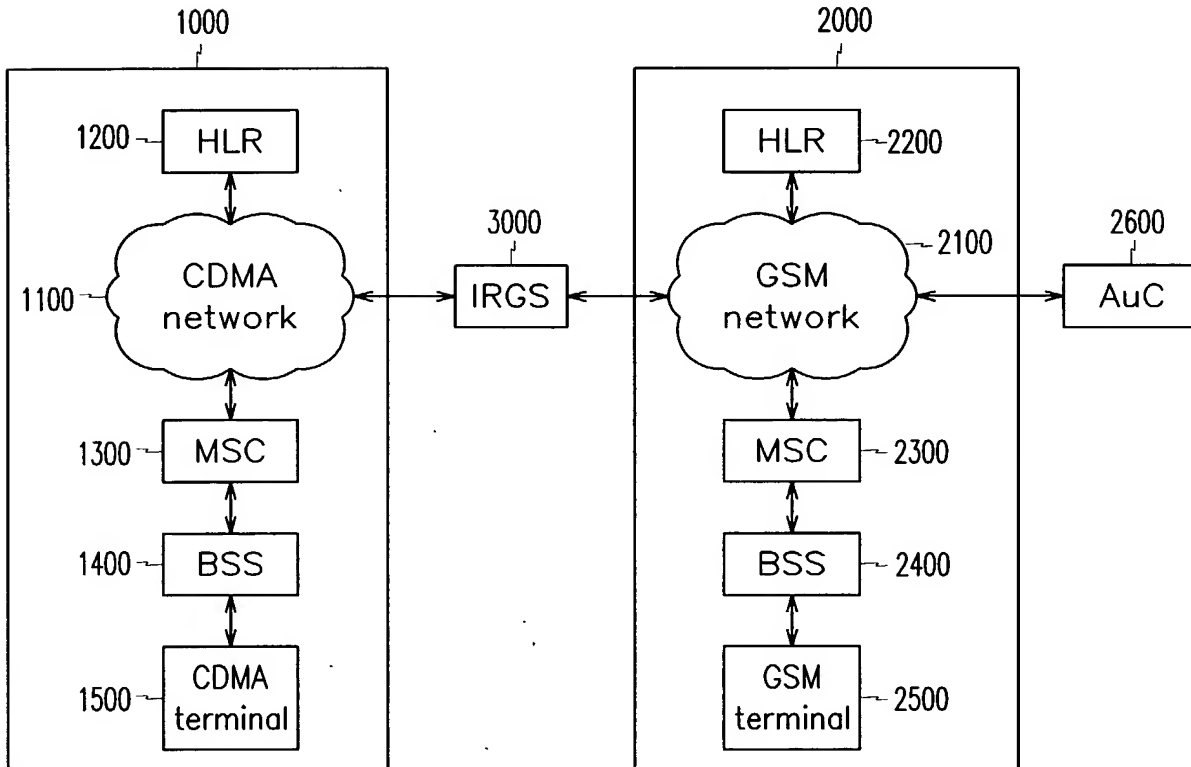 1000
2000
1200
HLR
HLR
2200
3000
2100
2600
1100
CDMA
network
IRGS
GSM
network
AuC
1300
MSC
MSC
2300
1400
BSS
BSS
2400
1500
CDMA
terminal
GSM
terminal
2500